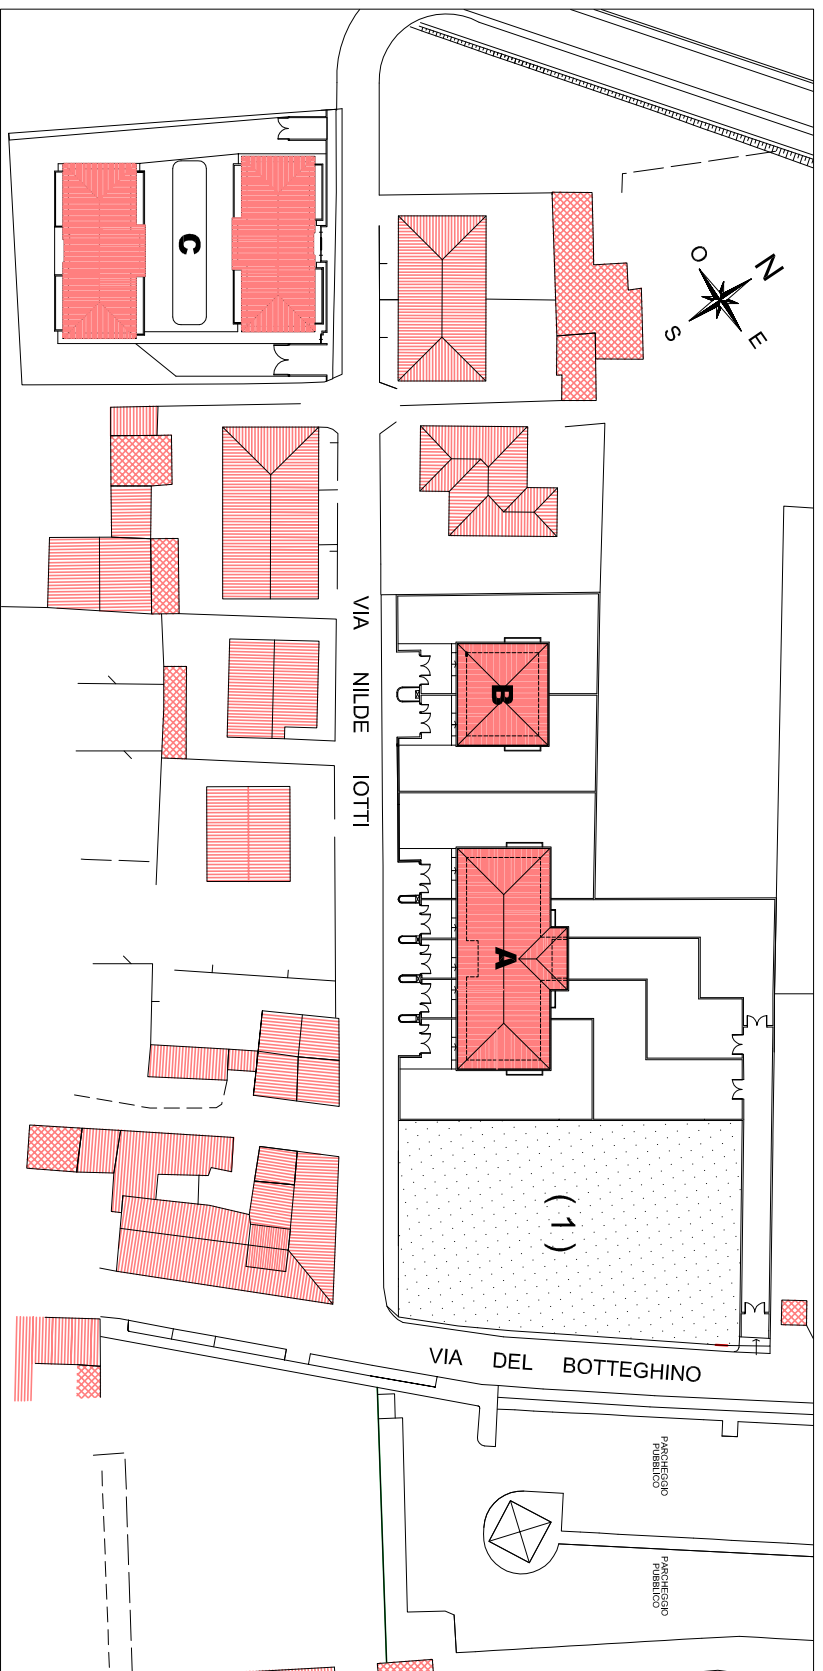 C
N
O
E
S
B
VIA NILDE IOTTI
A
(1)
VIA DEL BOTTEGHINO
PARCHEGGIO
PUBBLICO
PARCHEGGIO
PUBBLICO